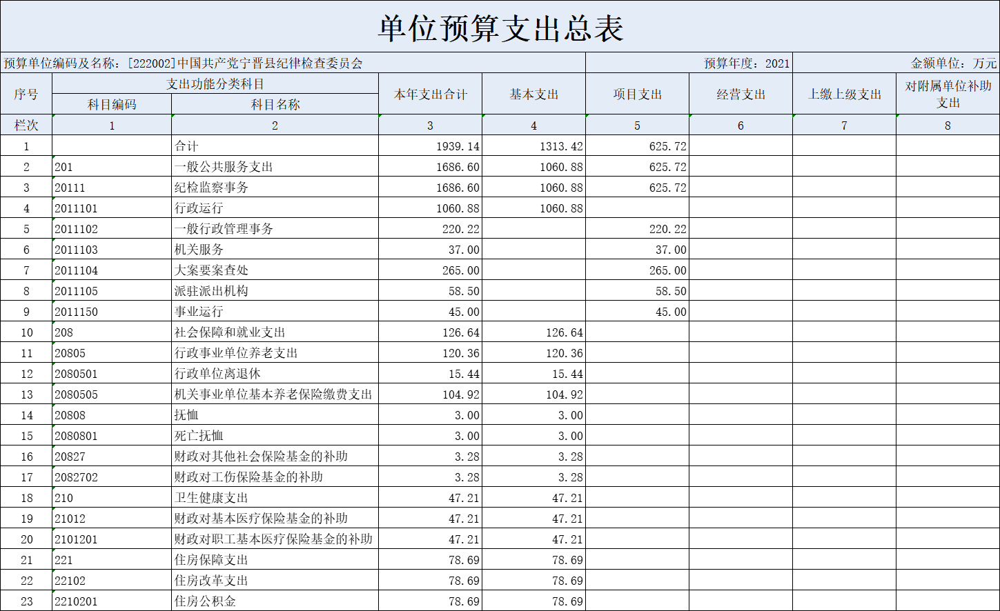 单位预算支出总表
预算单位编码及名称：[222002]中国共产党宁晋县纪律检查委员会 预算年度：2021 金额单位：万元
序号 支出功能分类科目 本年支出合计 基本支出 项目支出 经营支出 上缴上级支出 对附属单位补助支出
科目编码 科目名称
栏次 1 2 3 4 5 6 7 8
1 合计 1939.14 1313.42 625.72
2 201 一般公共服务支出 1686.60 1060.88 625.72
3 20111 纪检监察事务 1686.60 1060.88 625.72
4 2011101 行政运行 1060.88 1060.88
5 2011102 一般行政管理事务 220.22 220.22
6 2011103 机关服务 37.00 37.00
7 2011104 大案要案查处 265.00 265.00
8 2011105 派驻派出机构 58.50 58.50
9 2011150 事业运行 45.00 45.00
10 208 社会保障和就业支出 126.64 126.64
11 20805 行政事业单位养老支出 120.36 120.36
12 2080501 行政单位离退休 15.44 15.44
13 2080505 机关事业单位基本养老保险缴费支出 104.92 104.92
14 20808 抚恤 3.00 3.00
15 2080801 死亡抚恤 3.00 3.00
16 20827 财政对其他社会保险基金的补助 3.28 3.28
17 2082702 财政对工伤保险基金的补助 3.28 3.28
18 210 卫生健康支出 47.21 47.21
19 21012 财政对基本医疗保险基金的补助 47.21 47.21
20 2101201 财政对职工基本医疗保险基金的补助 47.21 47.21
21 221 住房保障支出 78.69 78.69
22 22102 住房改革支出 78.69 78.69
23 2210201 住房公积金 78.69 78.69